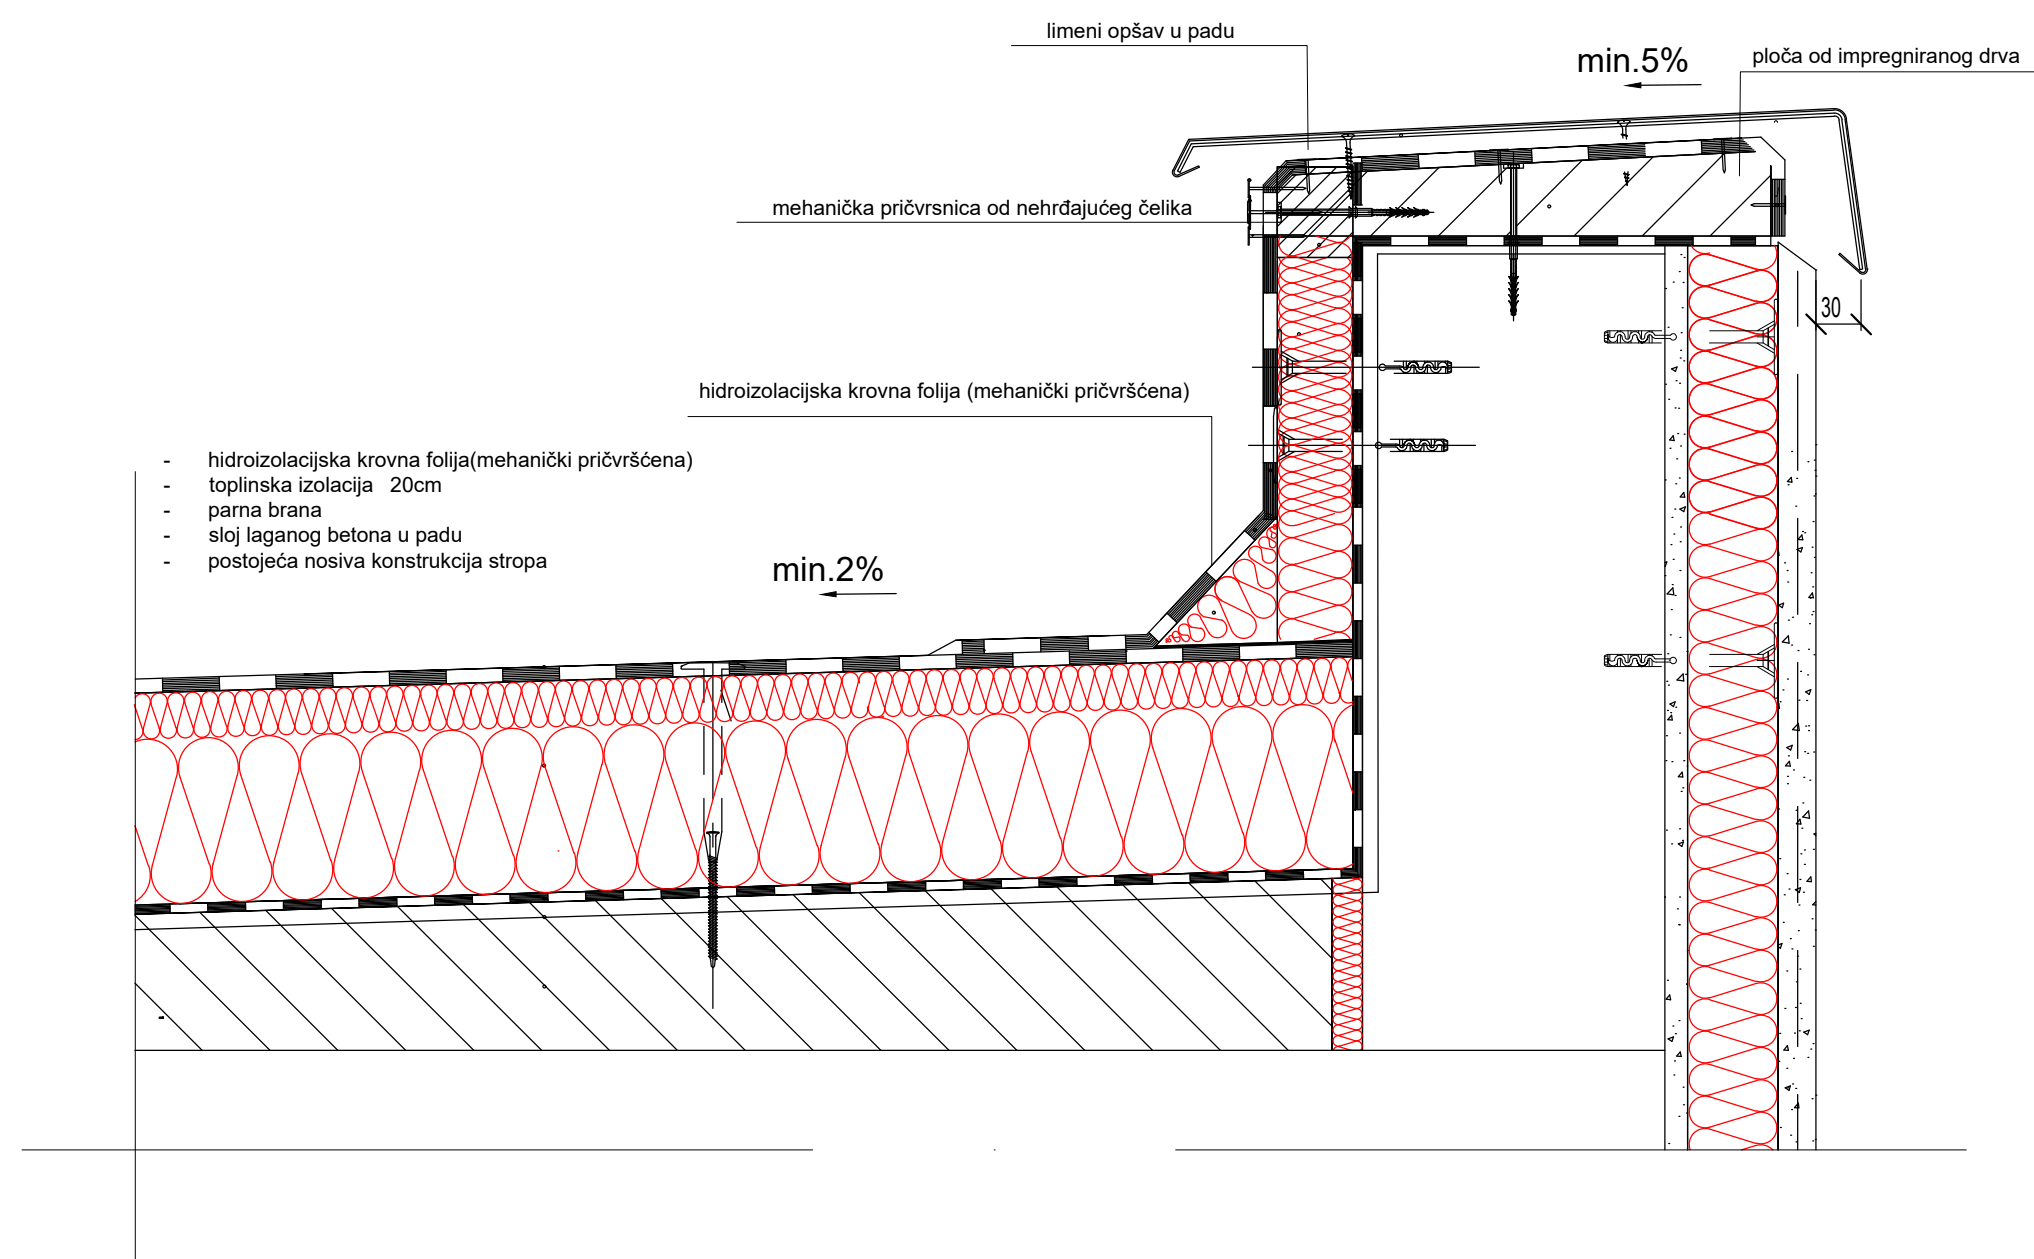 limeni opšav u padu
min.5%
ploča od impregniranog drva
mehanička pričvrsnica od nehrđajućeg čelika
30
hidroizolacijska krovna folija (mehanički pričvršćena)
- hidroizolacijska krovna folija(mehanički pričvršćena)
- toplinska izolacija 20cm
- parna brana
- sloj laganog betona u padu
- postojeća nosiva konstrukcija stropa
min.2%